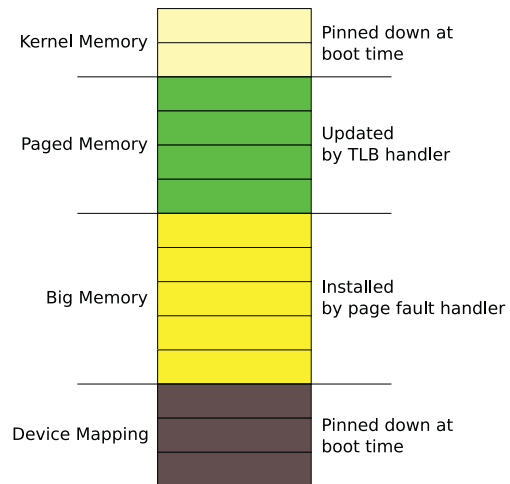 Kernel Memory
Pinned down at
boot time
Paged Memory
Updated
by TLB handler
Big Memory
Installed
by page fault handler
Device Mapping
Pinned down at
boot time